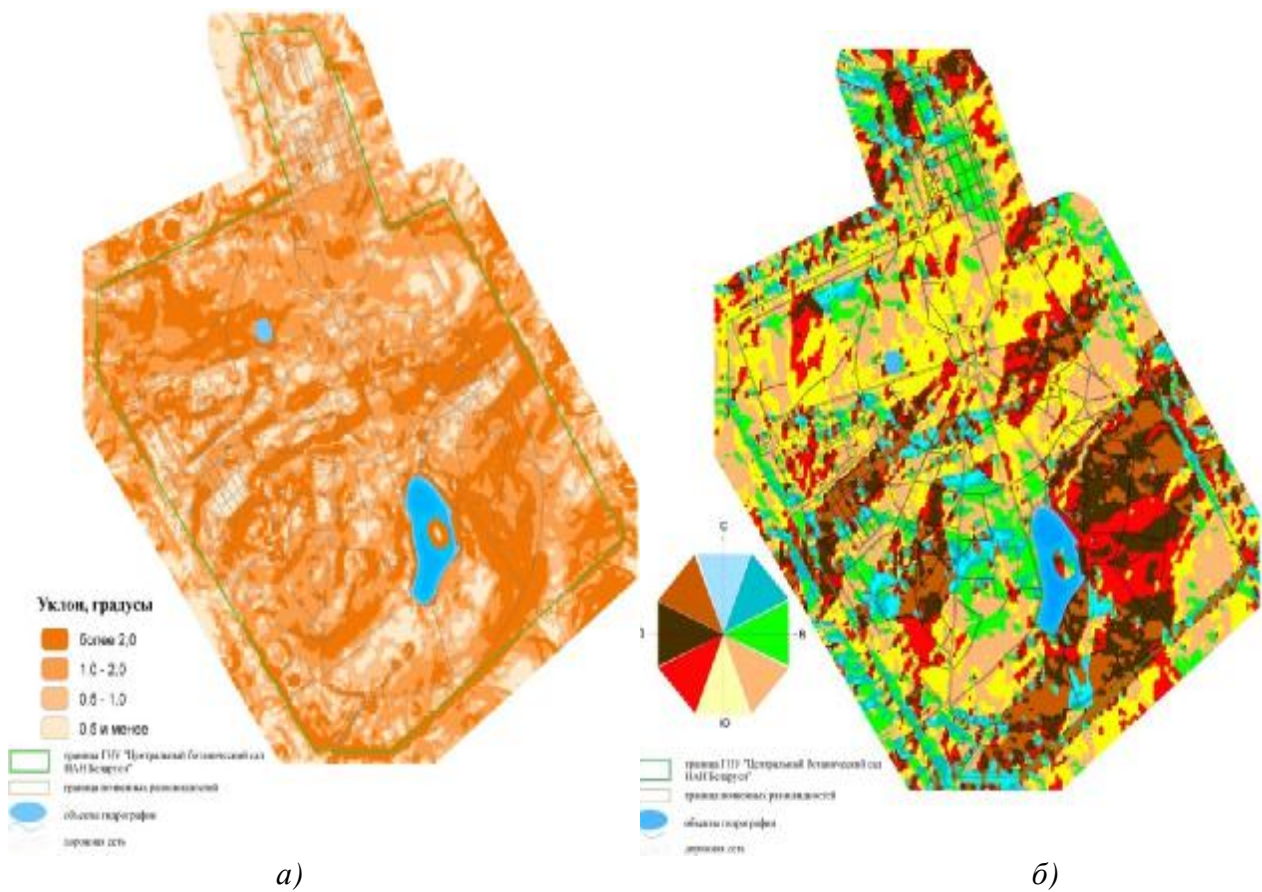 Уклон, градусы
более 2,0
1.0 - 2.0
0.5 - 1.0
0.5 и менее
граница ГНУ "Центральный ботанический сад
НАН Беларуси"
граница почвенных разновидностей
объекты гидрографии
дорожная сеть
С
В
Ю
граница ГНУ "Центральный ботанический сад
НАН Беларуси"
граница почвенных разновидностей
объекты гидрографии
дорожная сеть
а)
б)